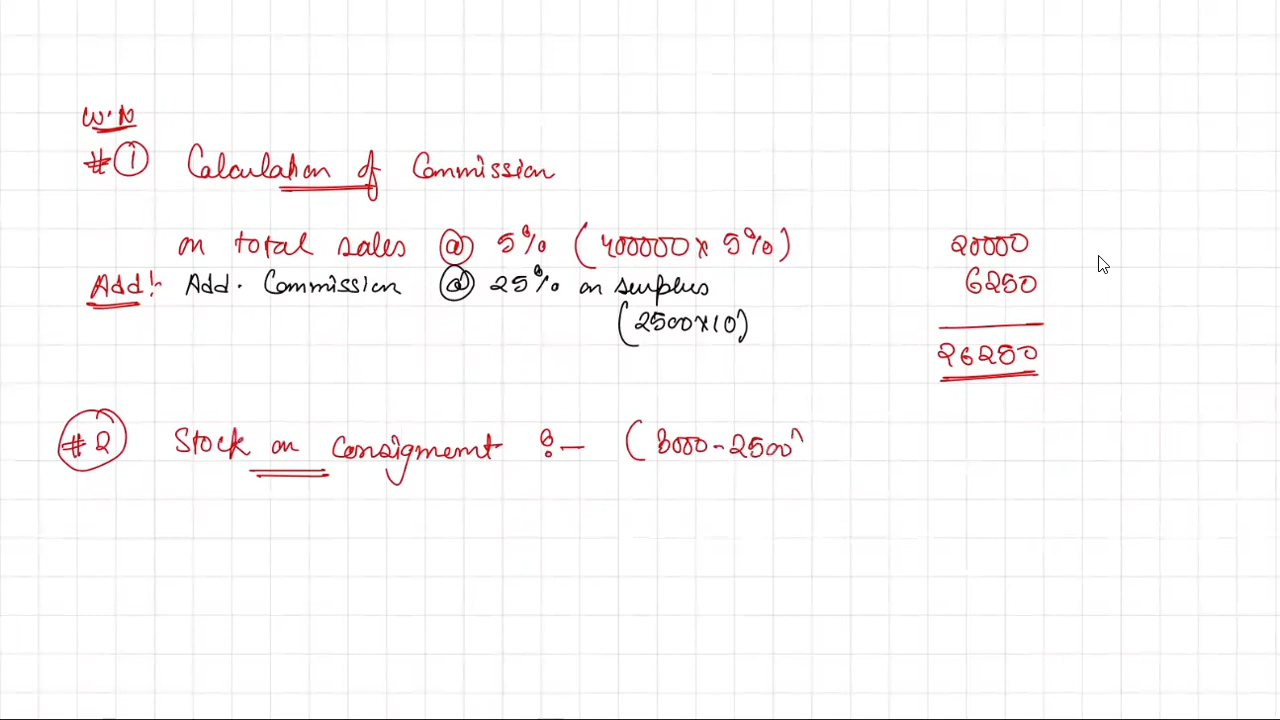 W.N
# ① Calculation of Commission
on total sales @ 5% (400000 x 5%) 20000
Add:- Add. Commission @ 25% on surplus 6250
(2500x10)
26250
#2 Stock on Consignment :- (3000-2500